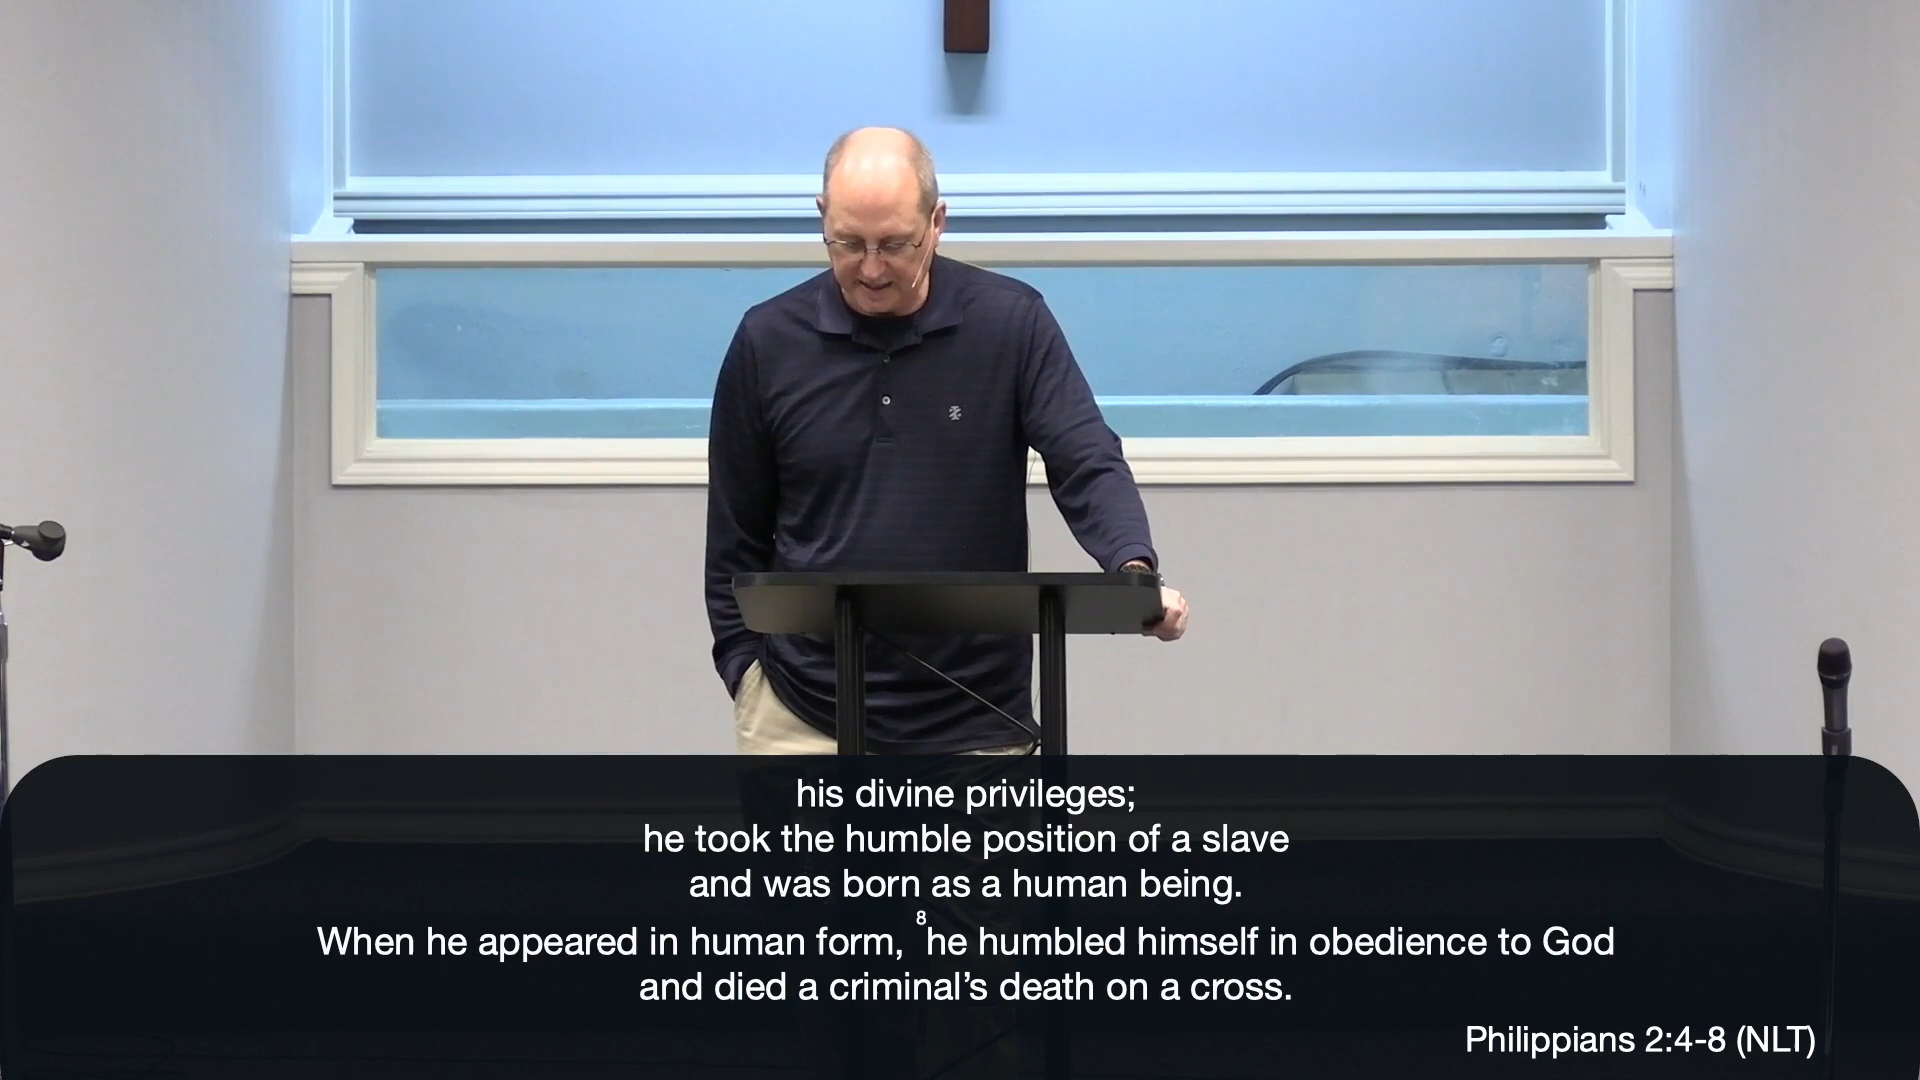 his divine privileges;
he took the humble position of a slave
and was born as a human being.
When he appeared in human form, ⁸he humbled himself in obedience to God
and died a criminal’s death on a cross.
Philippians 2:4-8 (NLT)